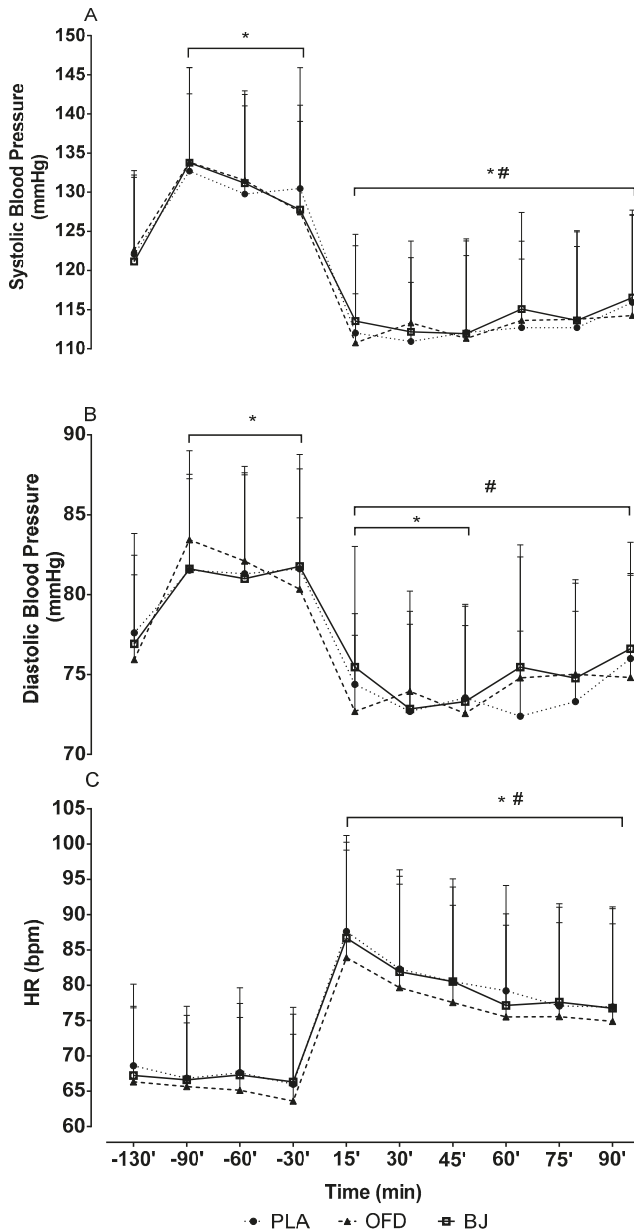 A
150
*
145
140
135
*#
130
125
120
115
110
Systolic Blood Pressure
(mmHg)
B
90
*
#
85
*
80
75
70
Diastolic Blood Pressure
(mmHg)
C
105
* #
100
95
90
85
80
75
70
65
60
HR (bpm)
-130' -90' -60' -30' 15' 30' 45' 60' 75' 90'
Time (min)
PLA OFD BJ